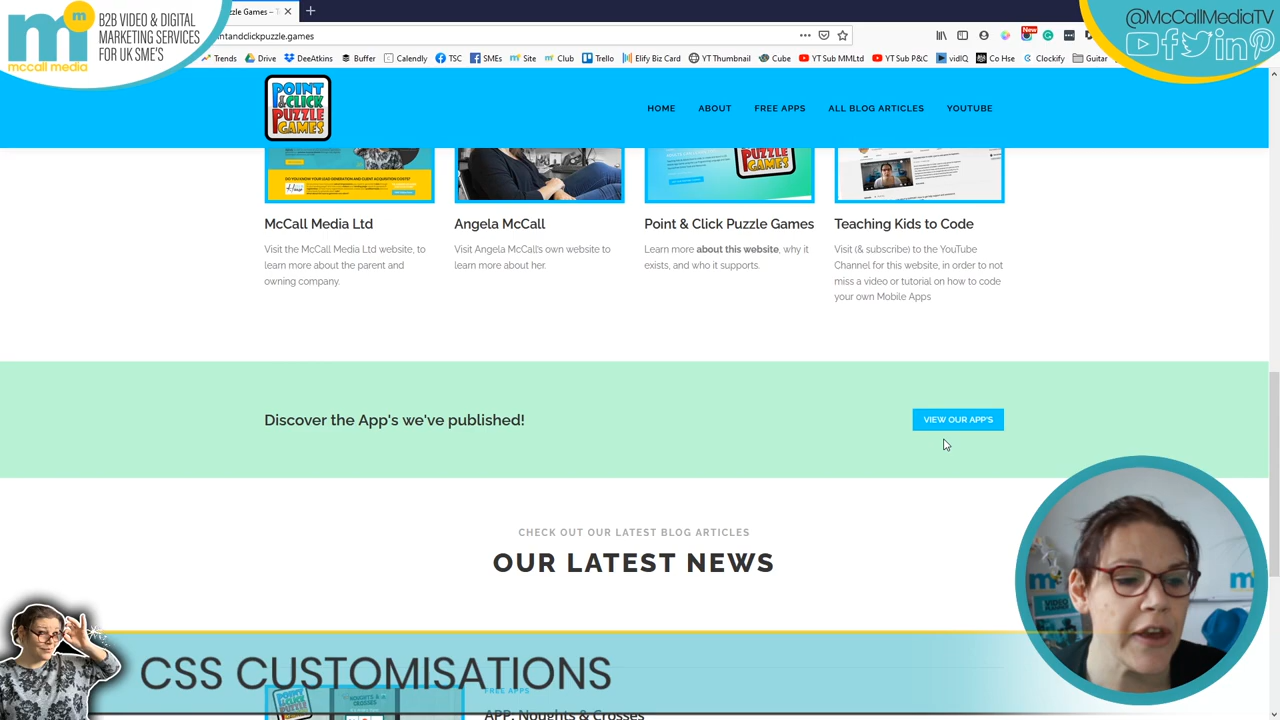 B2B VIDEO & DIGITAL
MARKETING SERVICES
FOR UK SME'S
mccall media
@McCallMediaTV
zzle Games – T
ntandclickpuzzle.games
New
Trends Drive DeeAtkins Buffer Calendly TSC SMEs Site Club Trello Elify Biz Card YT Thumbnail Cube YT Sub MMLtd YT Sub P&C vidIQ Co Hse Clockify Guitar
POINT
& CLICK
PUZZLE
GAMES
HOME ABOUT FREE APPS ALL BLOG ARTICLES YOUTUBE
McCall Media Ltd
Visit the McCall Media Ltd website, to
learn more about the parent and
owning company.
Angela McCall
Visit Angela McCall's own website to
learn more about her.
Point & Click Puzzle Games
Learn more about this website, why it
exists, and who it supports.
Teaching Kids to Code
Visit (& subscribe) to the YouTube
Channel for this website, in order to not
miss a video or tutorial on how to code
your own Mobile Apps
Discover the App's we've published!
VIEW OUR APP'S
CHECK OUT OUR LATEST BLOG ARTICLES
OUR LATEST NEWS
CSS CUSTOMISATIONS
FREE APPS
APP, Noughts & Crosses